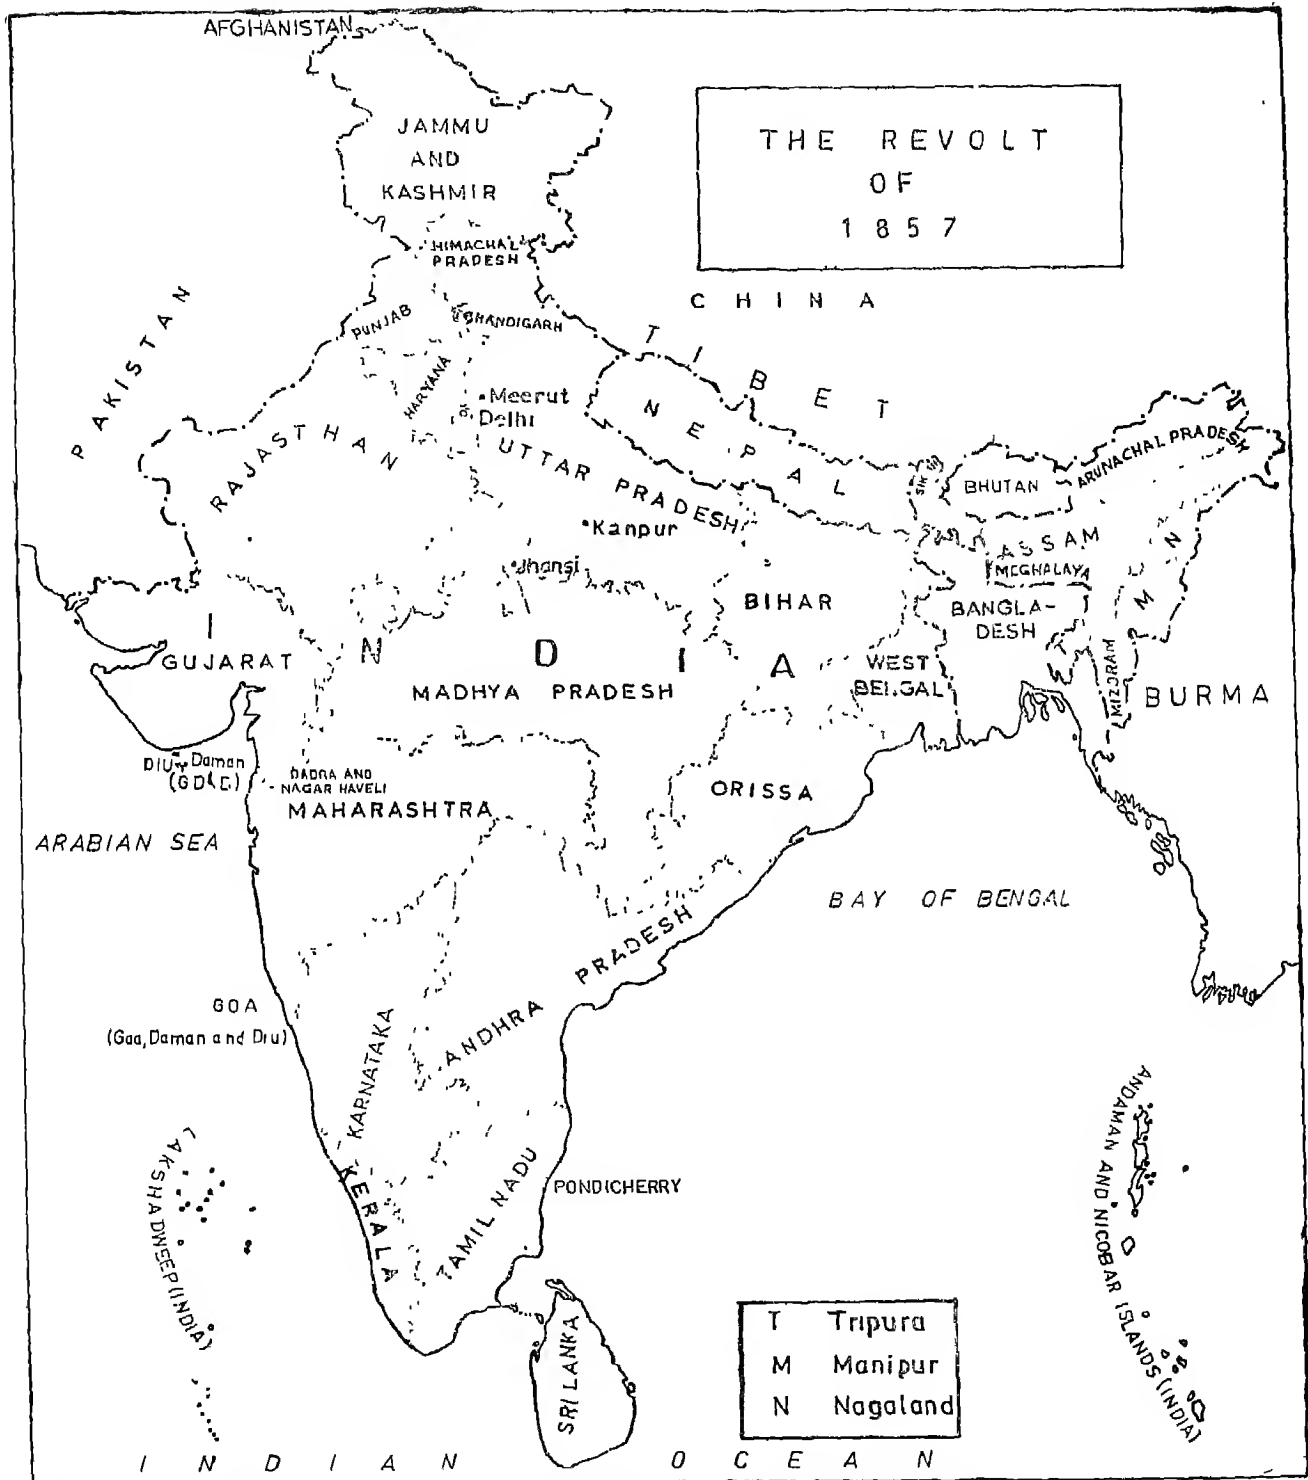 AFGHANISTAN
JAMMU
AND
KASHMIR
THE REVOLT
OF
1857
HIMACHAL
PRADESH
CHINA
PAKISTAN
PUNJAB
CHANDIGARH
TIBET
HARYANA
Meerut
Delhi
NEPAL
RAJASTHAN
UTTAR PRADESH
BHUTAN
ARUNACHAL PRADESH
Kanpur
ASSAM
MEGHALAYA
N
Jhansi
BIHAR
BANGLA-
DESH
M
INDIA
GUJARAT
MADHYA PRADESH
WEST
BEI.GAL
T
MIZORAM
BURMA
DIU Daman
DADRA AND
NAGAR HAVELI
MAHARASHTRA
ORISSA
ARABIAN SEA
BAY OF BENGAL
ANDHRA PRADESH
GOA
(Goa, Daman and Diu)
KARNATAKA
KERALA
TAMIL NADU
PONDICHERRY
LAKSHADWEEP (INDIA)
ANDAMAN AND NICOBAR ISLANDS (INDIA)
SRI LANKA
T Tripura
M Manipur
N Nagaland
INDIAN OCEAN